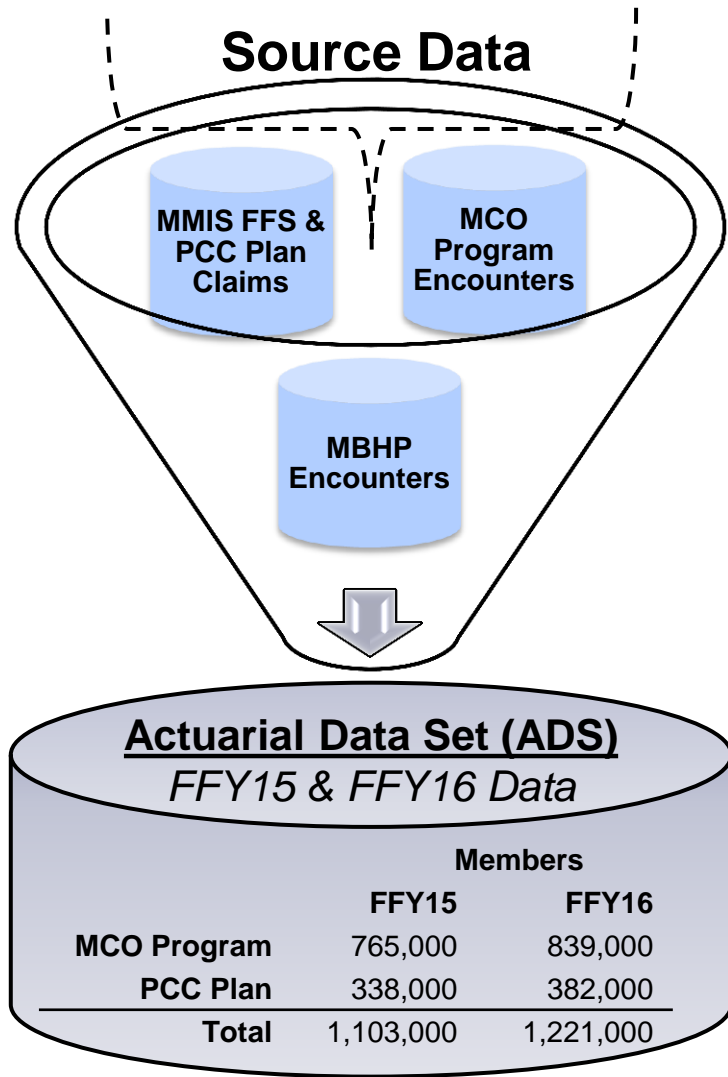 Source Data
MMIS FFS &
PCC Plan
Claims
MCO
Program
Encounters
MBHP
Encounters
Actuarial Data Set (ADS)
FFY15 & FFY16 Data
Members
FFY15 FFY16
MCO Program 765,000 839,000
PCC Plan 338,000 382,000
Total 1,103,000 1,221,000